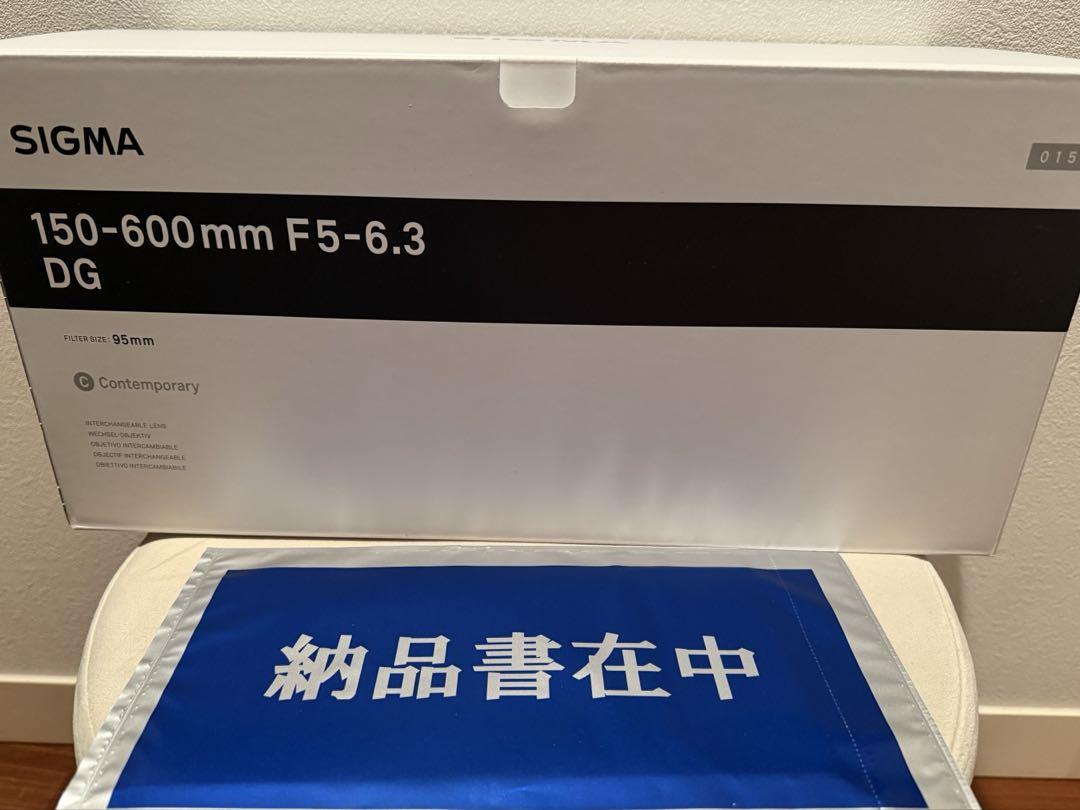 SIGMA
015
150-600mm F5-6.3
DG
FILTER SIZE: 95mm
C Contemporary
INTERCHANGEABLE LENS
WECHSEL-OBJEKTIV
OBJETIVO INTERCAMBIABLE
OBJECTIF INTERCHANGEABLE
OBIETTIVO INTERCAMBIABILE
納品書在中